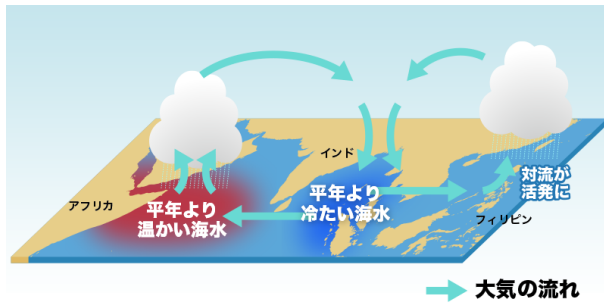 インド
対流が
活発に
アフリカ
平年より
温かい海水
平年より
冷たい海水
フィリピン
大気の流れ